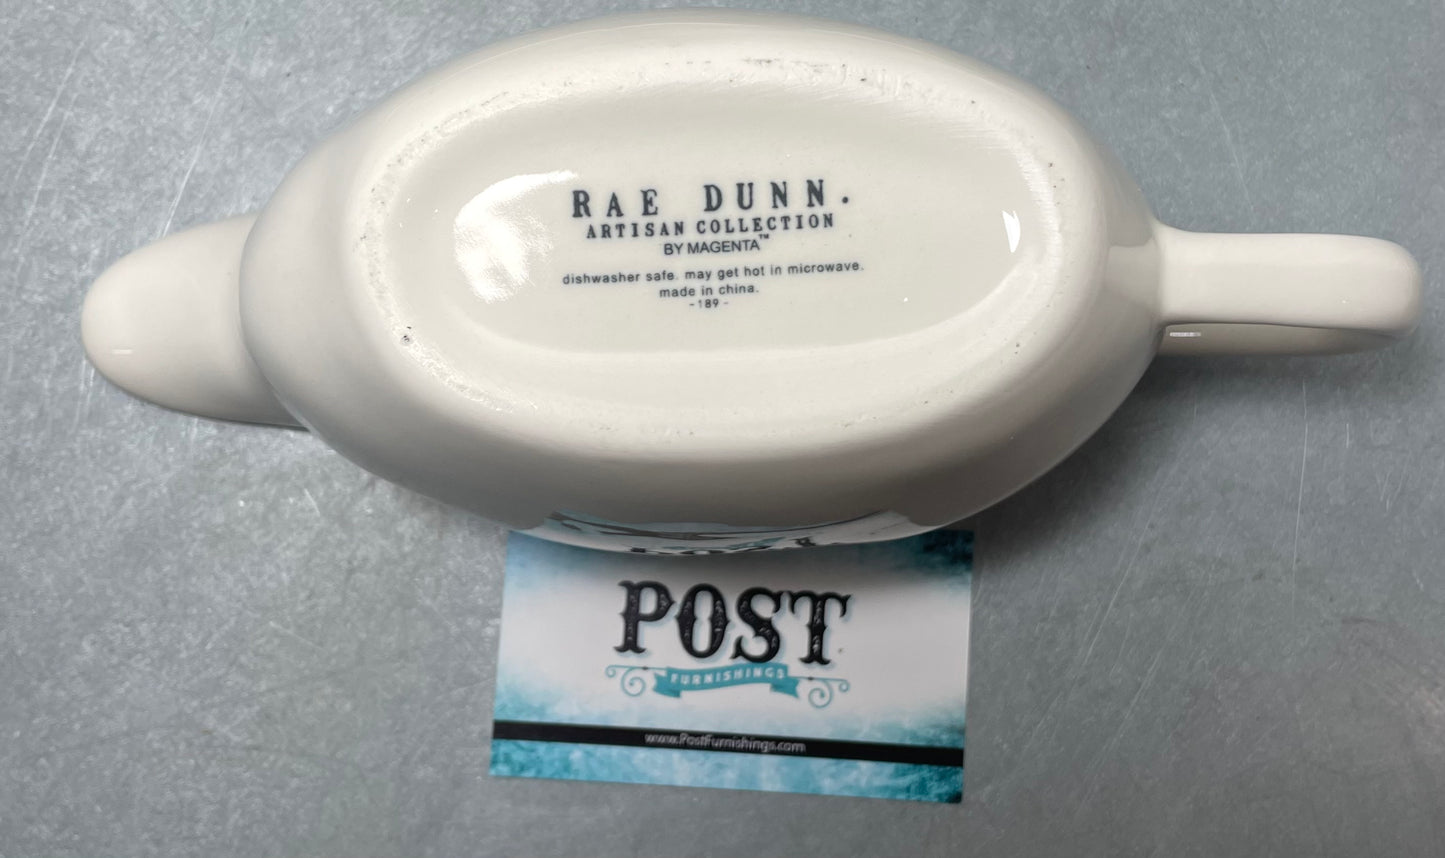 RAE DUNN.
ARTISAN COLLECTION
BY MAGENTA™
dishwasher safe. may get hot in microwave.
made in china.
-189-
POST
FURNISHINGS
www.PostFurnishings.com